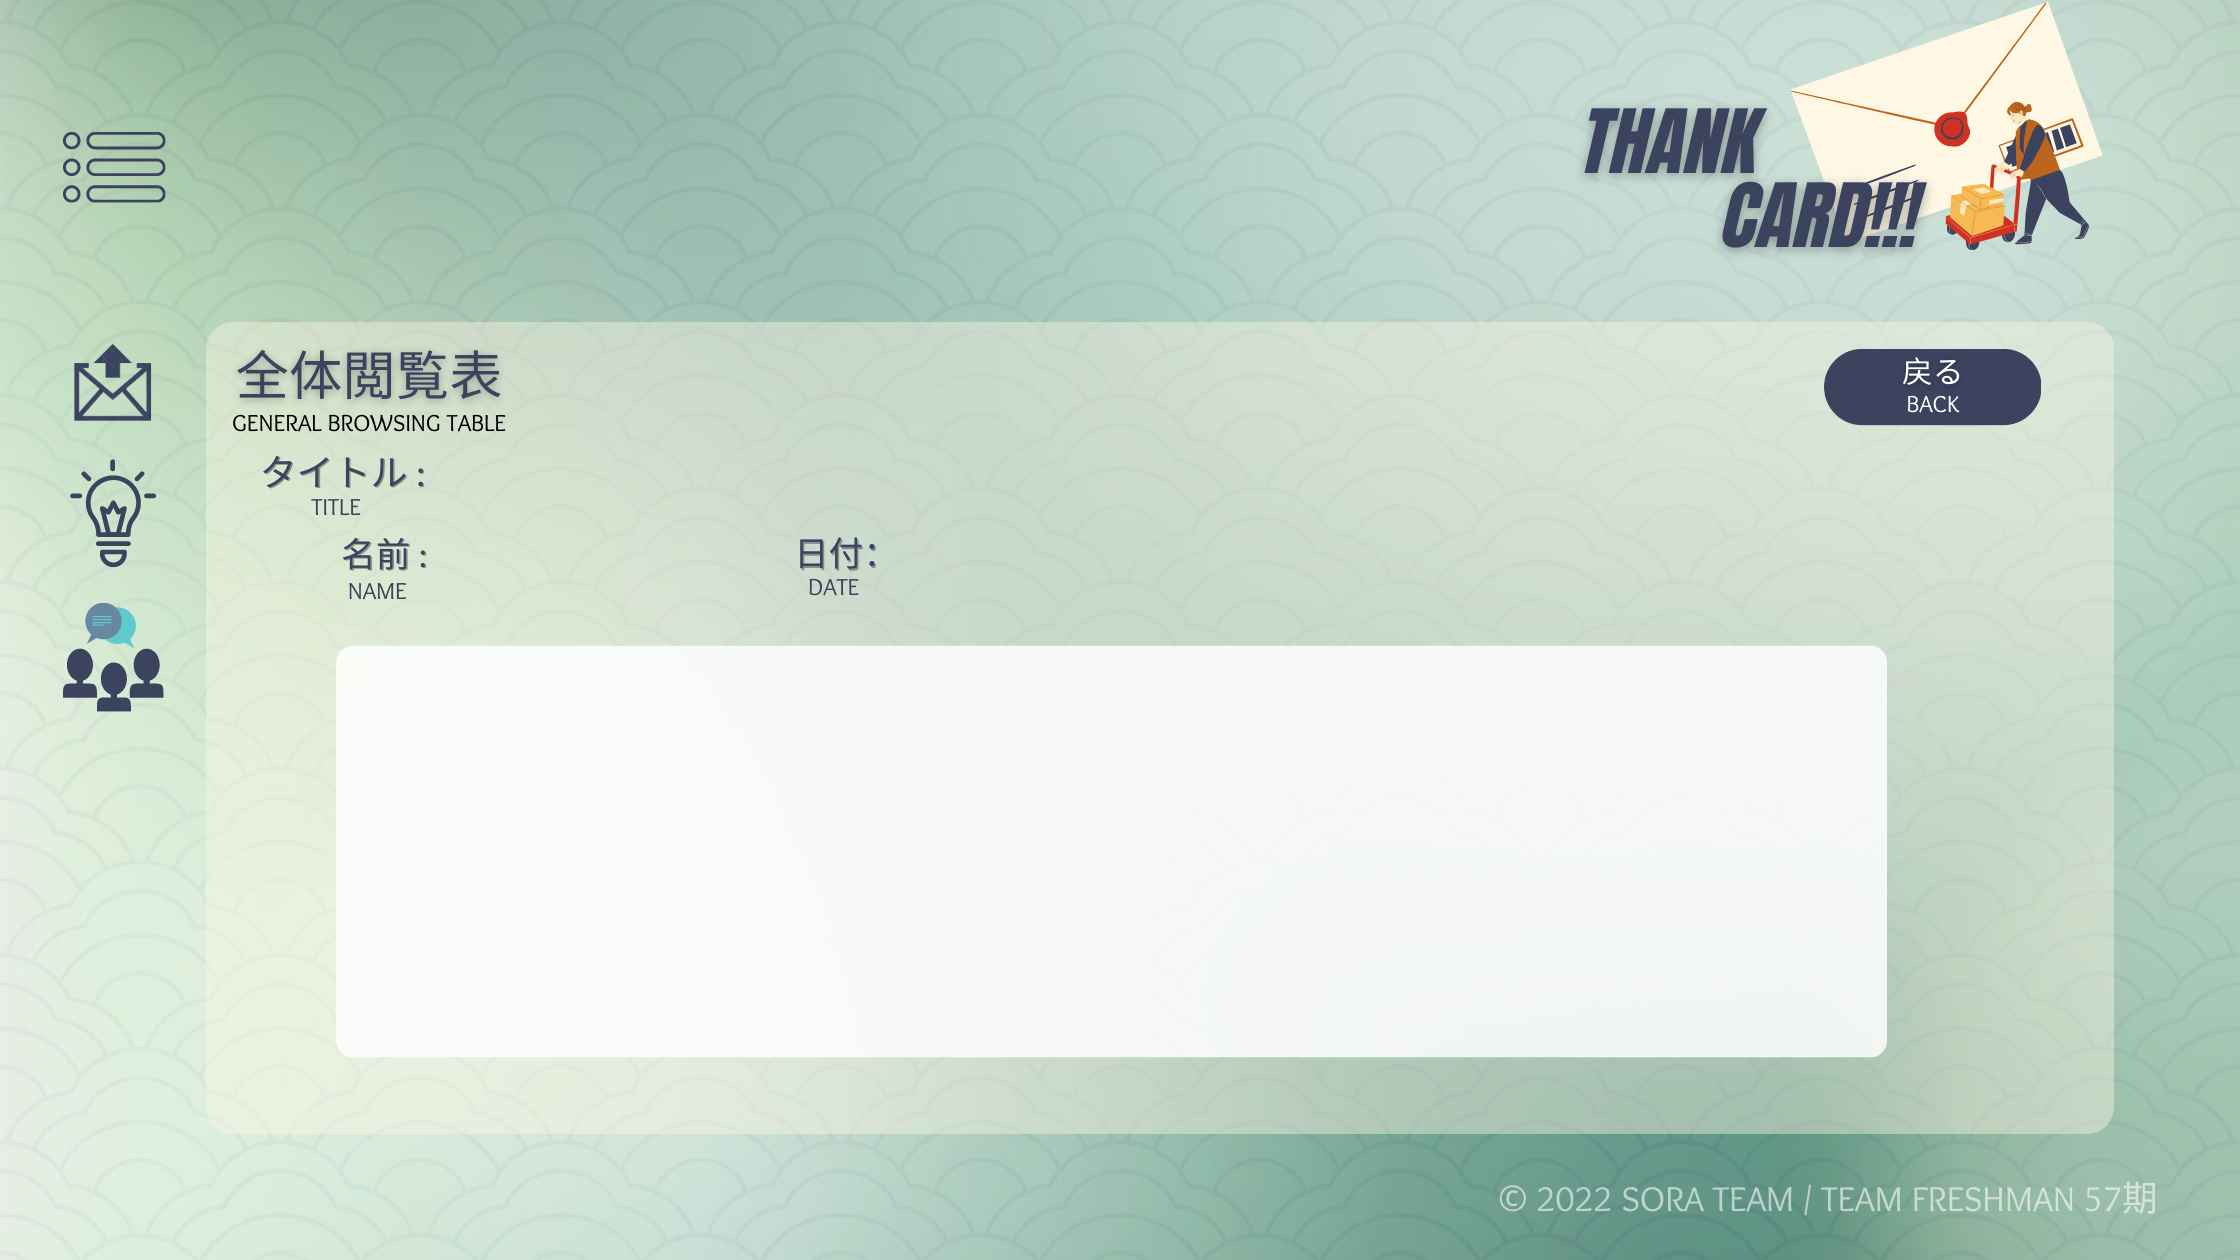 THANK
CARD!!!
全体閲覧表
GENERAL BROWSING TABLE
戻る
BACK
タイトル :
TITLE
名前 :
NAME
日付:
DATE
© 2022 SORA TEAM / TEAM FRESHMAN 57期